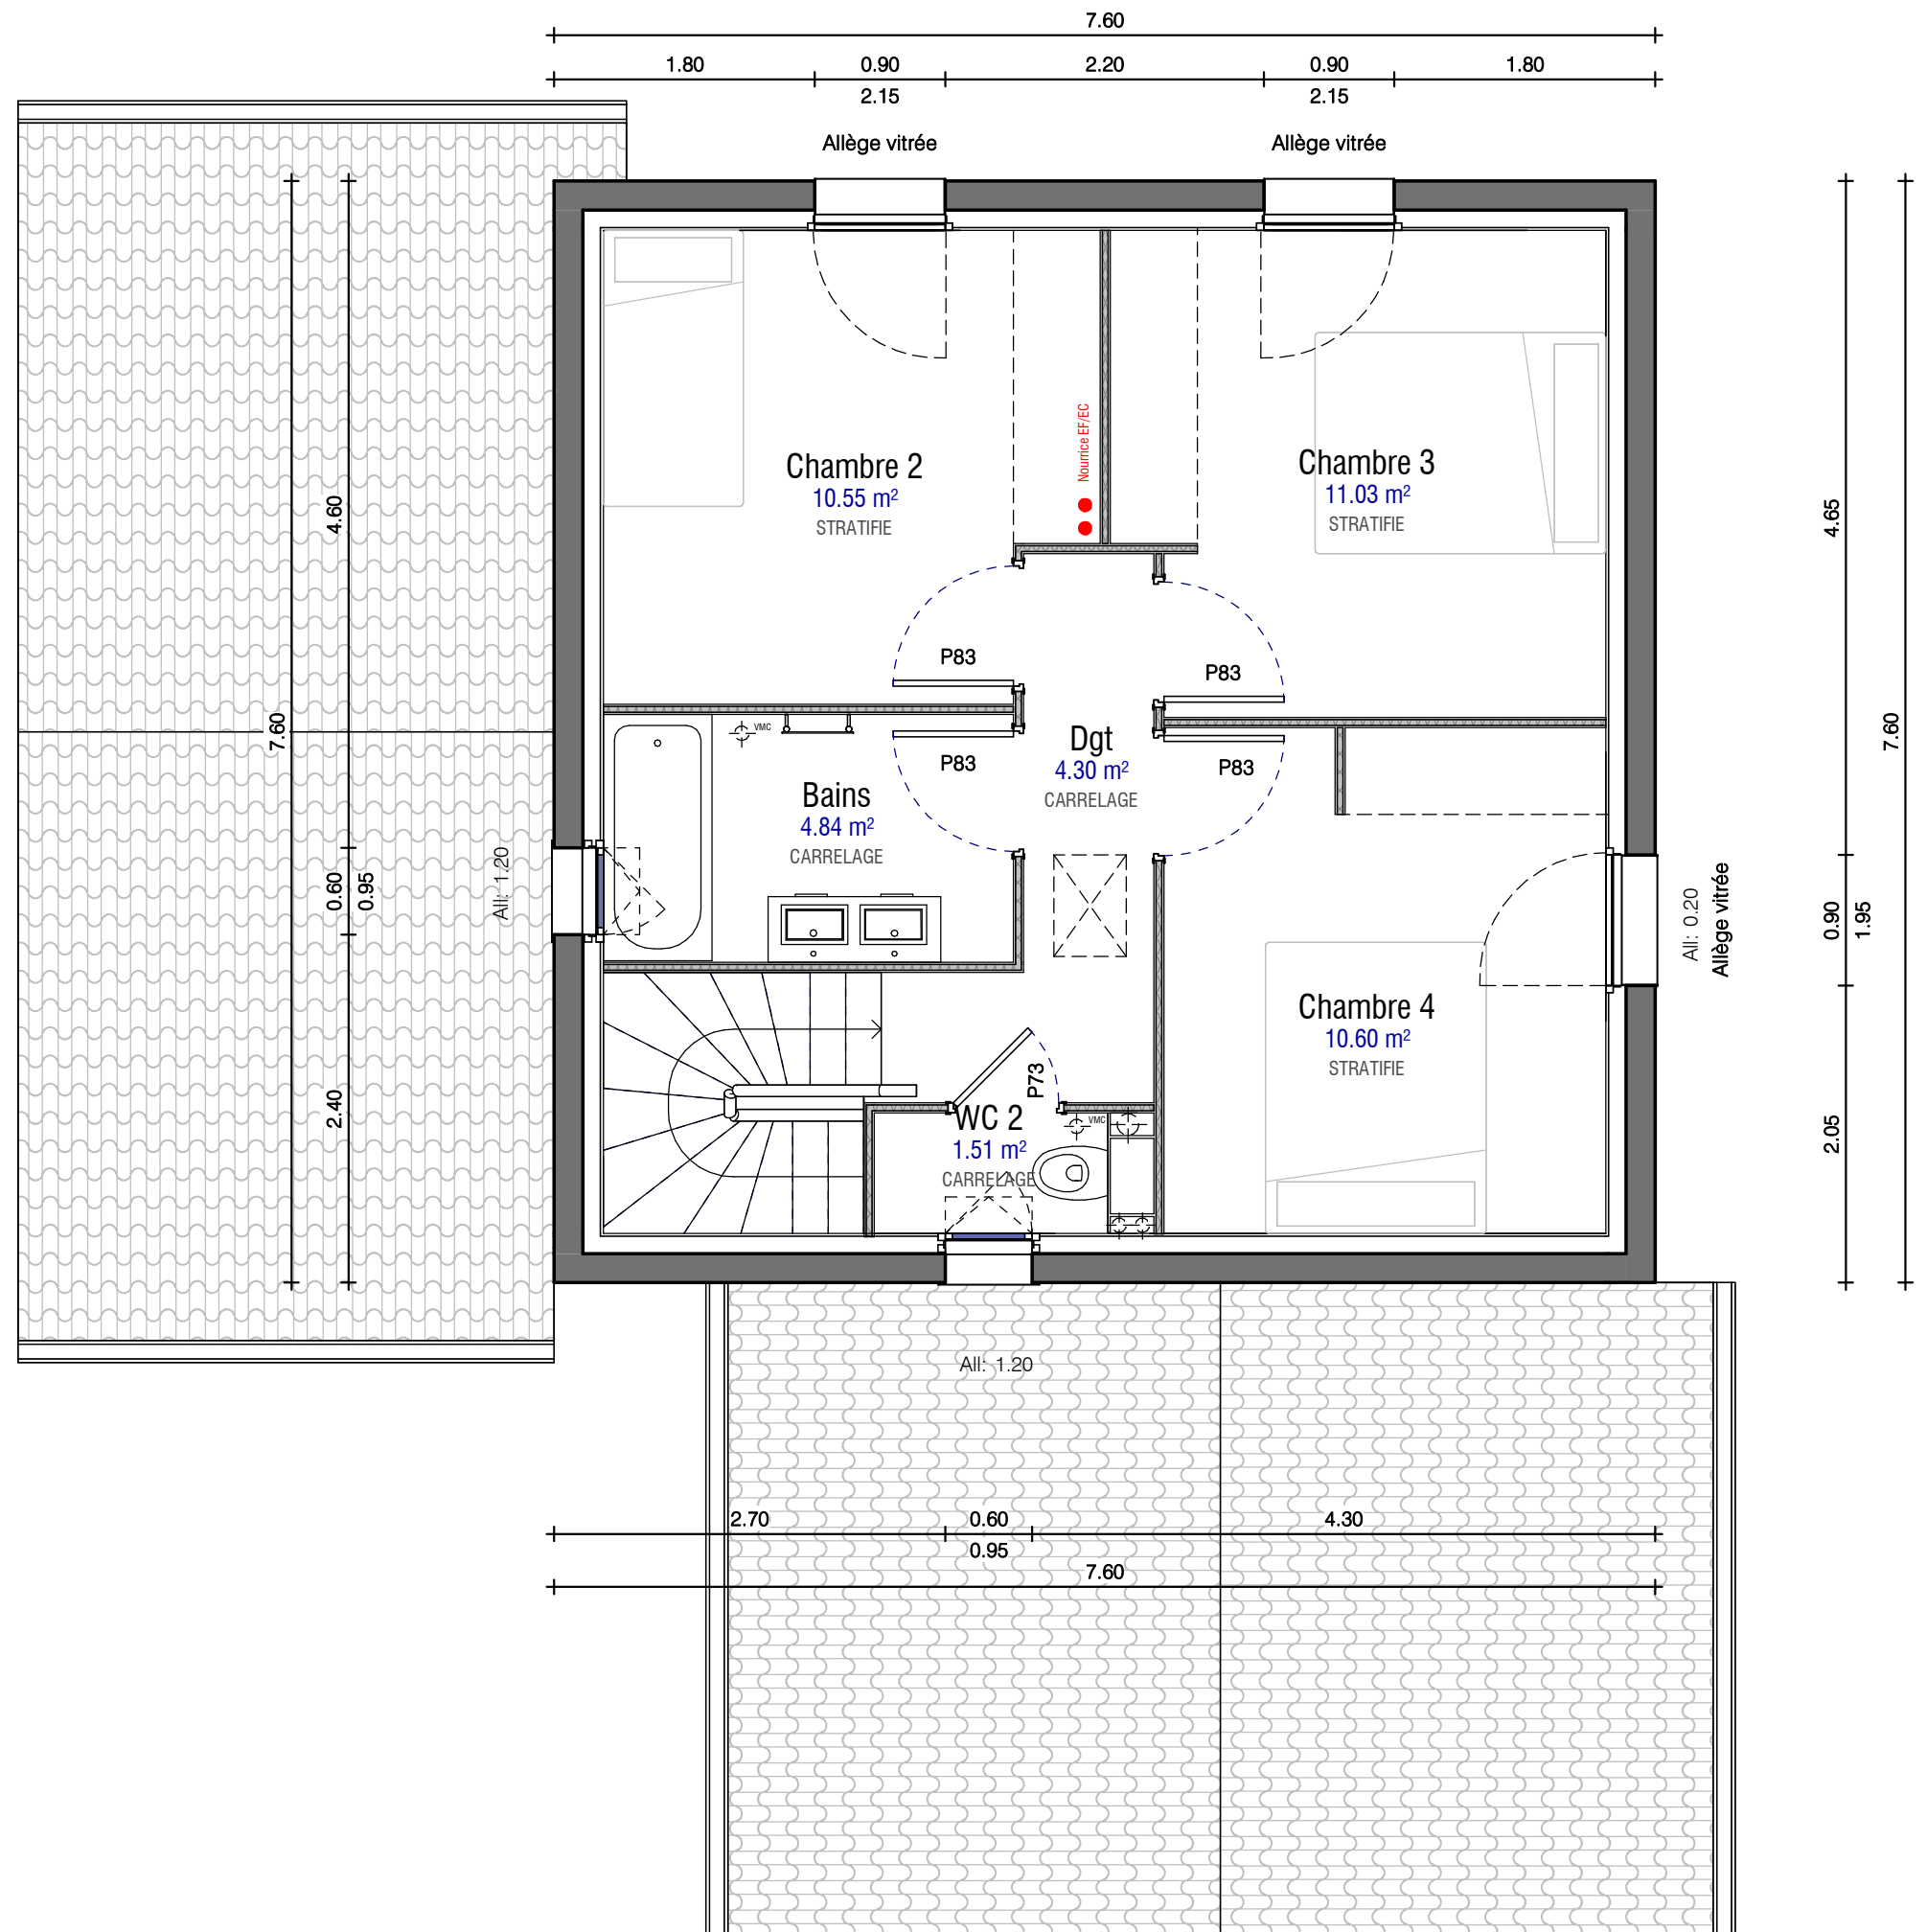 7.60
1.80 0.90 2.20 0.90 1.80
2.15 2.15
Allège vitrée Allège vitrée
Nourrice EF/EC
Chambre 2
10.55 m²
STRATIFIE
Chambre 3
11.03 m²
STRATIFIE
4.60
4.65
P83
P83
7.60
7.60
VMC
Dgt
4.30 m²
CARRELAGE
P83
P83
Bains
4.84 m²
CARRELAGE
0.60
0.95
All: 1.20
All: 0.20
Allège vitrée
0.90
1.95
Chambre 4
10.60 m²
STRATIFIE
2.40
2.05
P73
WC 2
1.51 m²
CARRELAGE
VMC
All: 1.20
2.70 0.60 4.30
0.95
7.60